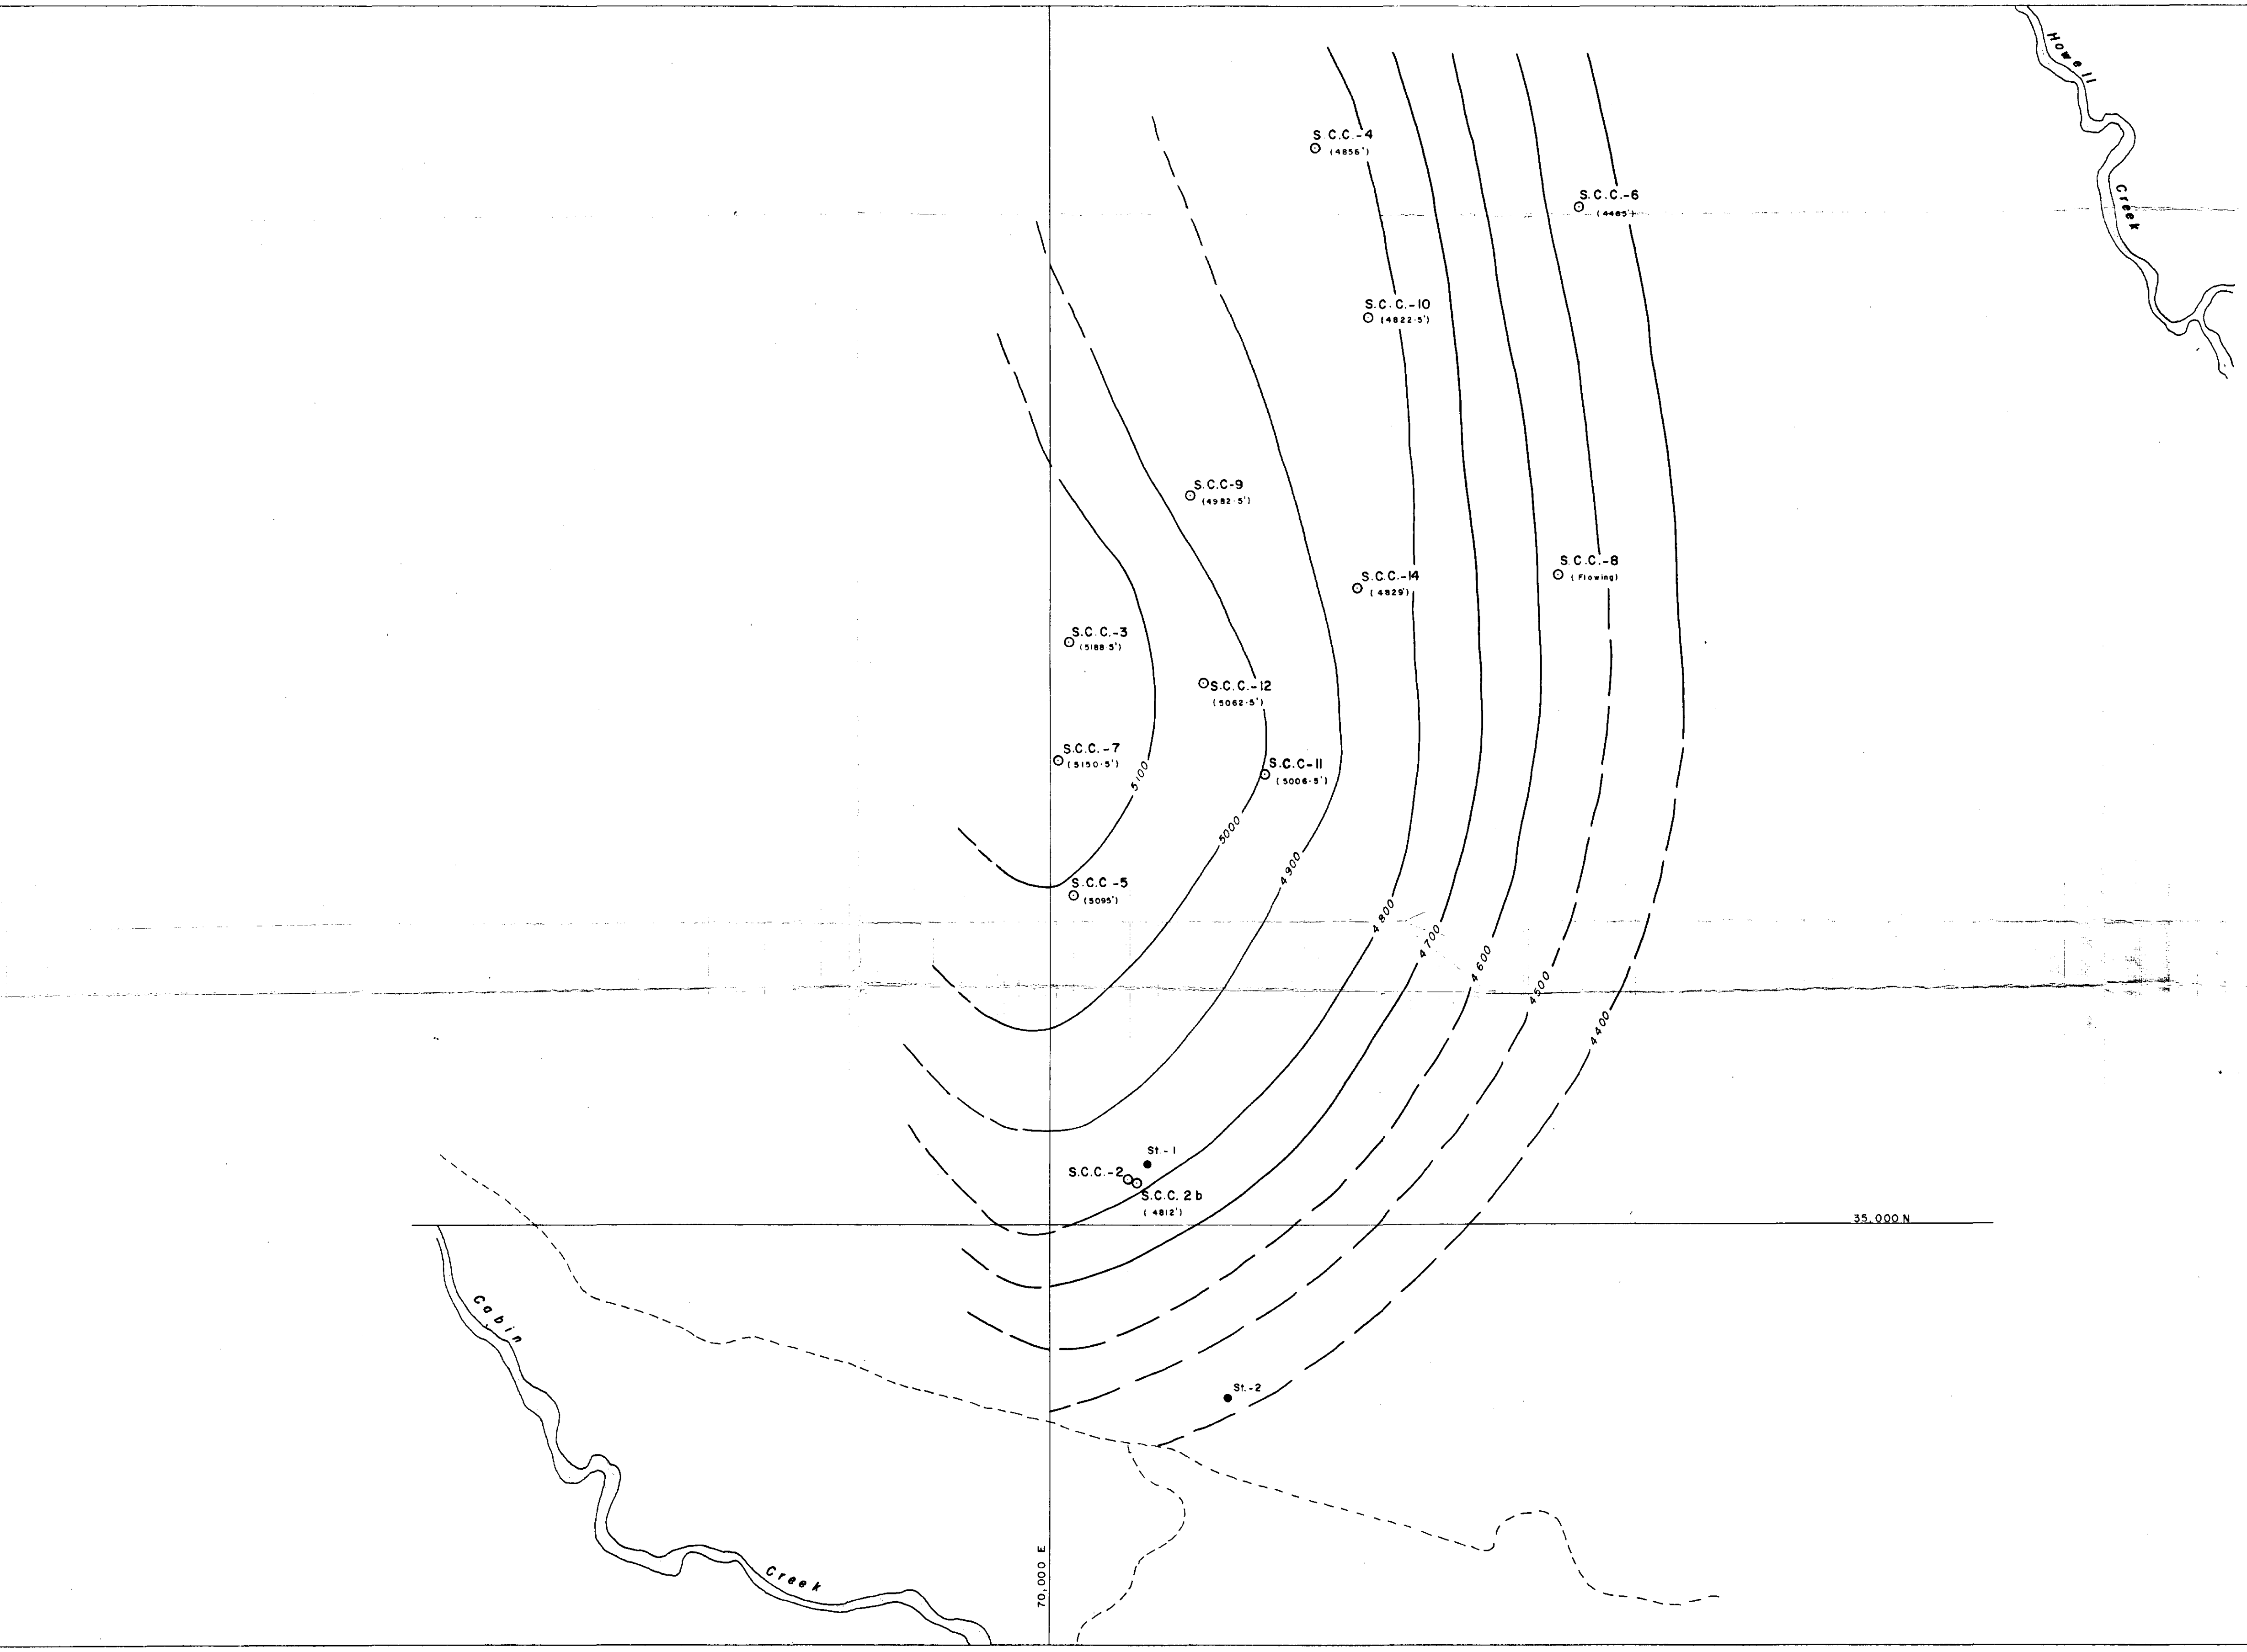 Howell
Creek
S C.C.-4
(4856')
S.C.C.-6
(4465')
S.C.C.-10
(4822·5')
S.C.C-9
(4982·5')
S.C.C.-8
(Flowing)
S.C.C.-14
(4829')
S.C.C.-3
(5188 5')
S.C.C.-12
(5062·5')
S.C.C.-7
(5150·5')
S.C.C-11
(5006·5')
5100
5000
4900
S.C.C-5
(5095')
4800
4700
4600
4500
4400
St.-1
S.C.C.-2
S.C.C. 2b
(4812')
35,000 N
Cabin
Creek
St.-2
70,000 E